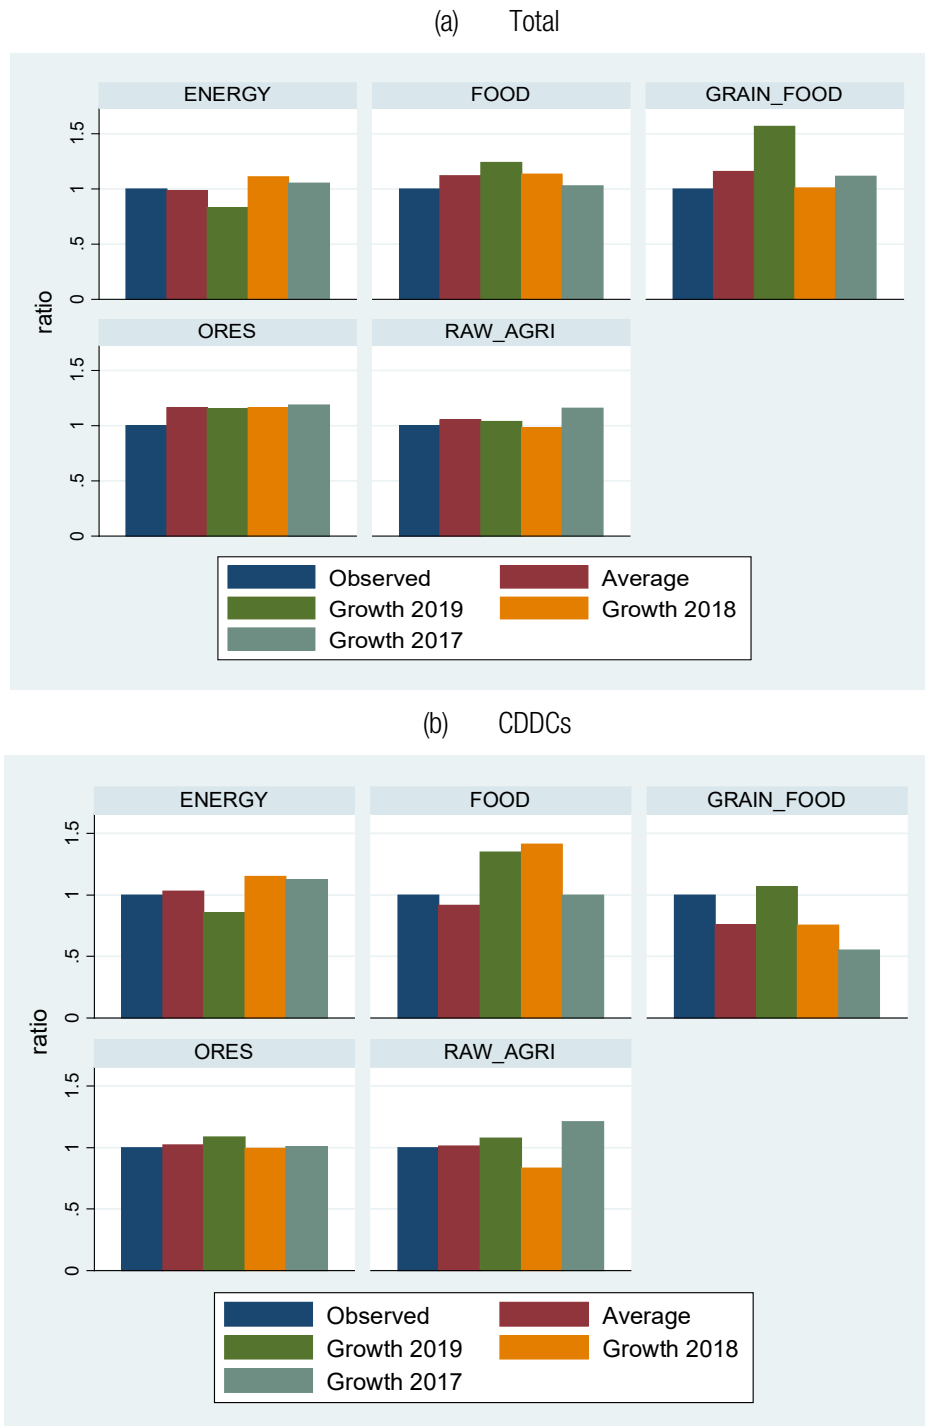 (a) Total
ENERGY FOOD GRAIN_FOOD
1.5
1
.5
0
ratio
ORES RAW_AGRI
1.5
1
.5
0
Observed Average
Growth 2019 Growth 2018
Growth 2017
(b) CDDCs
ENERGY FOOD GRAIN_FOOD
1.5
1
.5
0
ratio
ORES RAW_AGRI
1.5
1
.5
0
Observed Average
Growth 2019 Growth 2018
Growth 2017